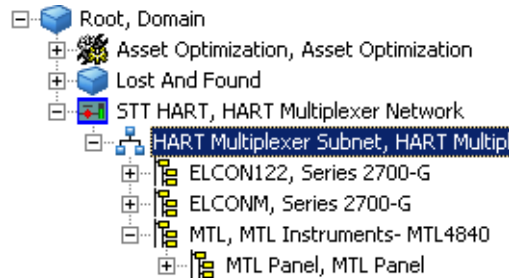 Root, Domain
Asset Optimization, Asset Optimization
Lost And Found
STT HART, HART Multiplexer Network
HART Multiplexer Subnet, HART Multipl
ELCON122, Series 2700-G
ELCONM, Series 2700-G
MTL, MTL Instruments- MTL4840
MTL Panel, MTL Panel